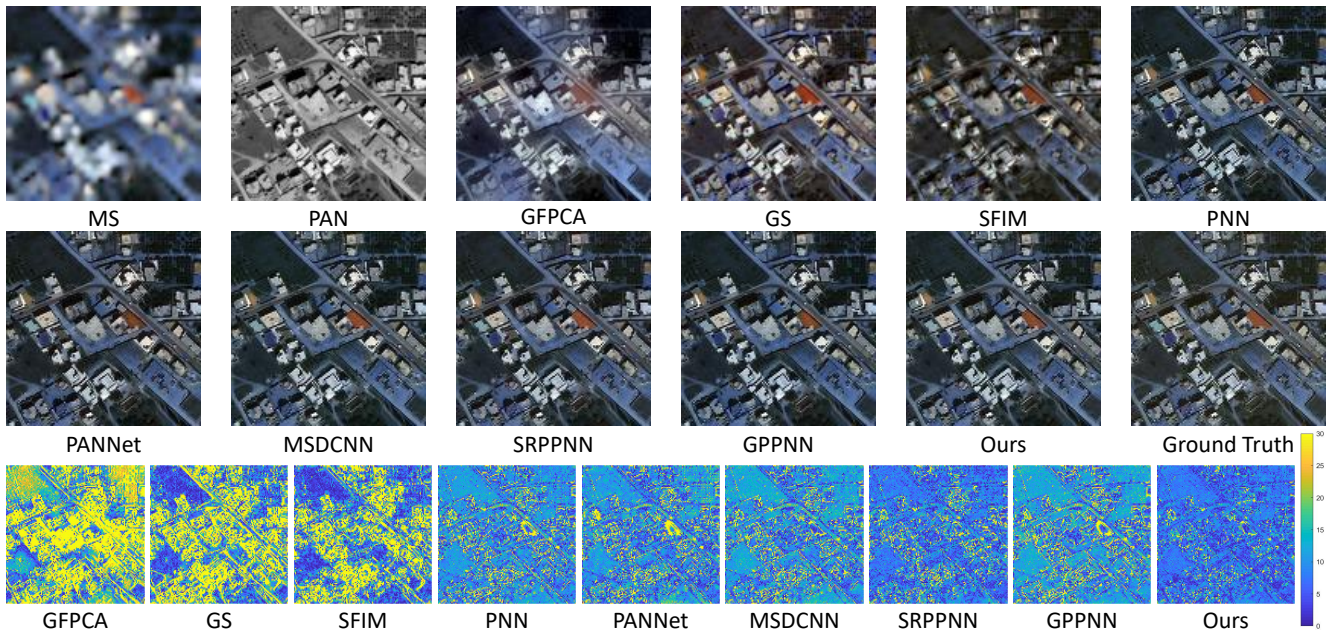 MS PAN GFPCA GS SFIM PNN
PANNet MSDCNN SRPPNN GPPNN Ours Ground Truth
30
25
20
15
10
5
0
GFPCA GS SFIM PNN PANNet MSDCNN SRPPNN GPPNN Ours